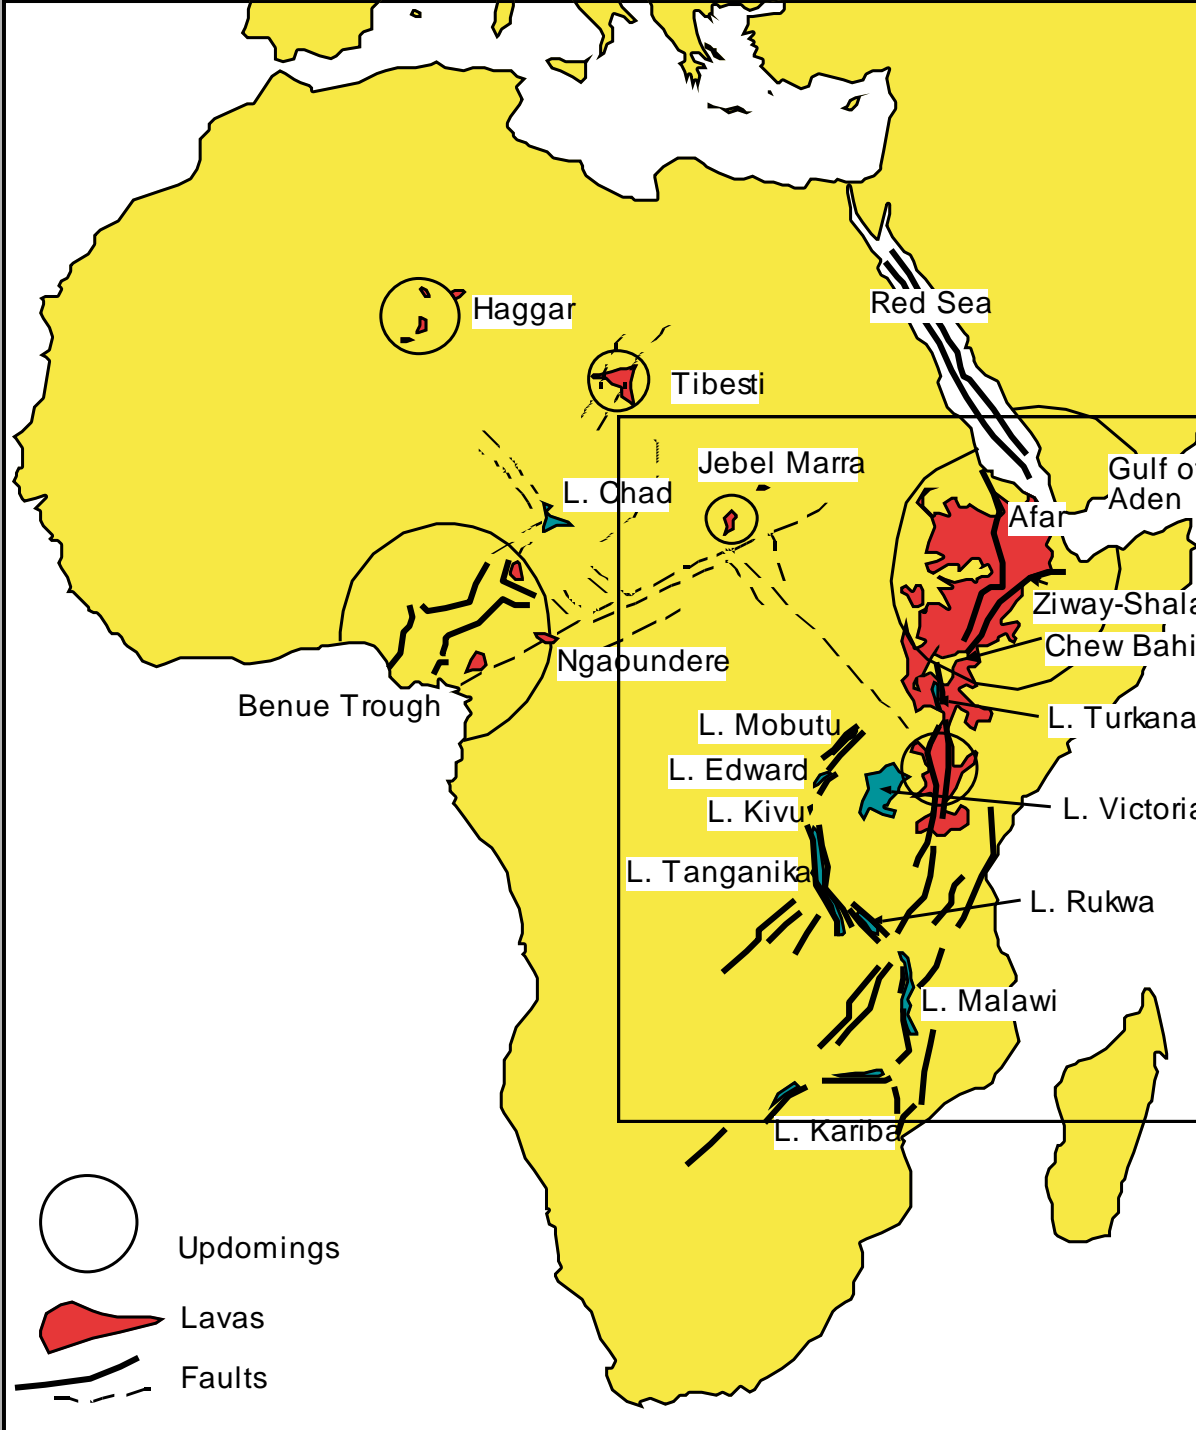 Red Sea
Haggar
Tibesti
Jebel Marra
Gulf of
Aden
L. Chad
Afar
Ziway-Shala
Chew Bahi
Ngaoundere
Benue Trough
L. Turkana
L. Mobutu
L. Edward
L. Kivu
L. Victoria
L. Tanganika
L. Rukwa
L. Malawi
L. Kariba
Updomings
Lavas
Faults